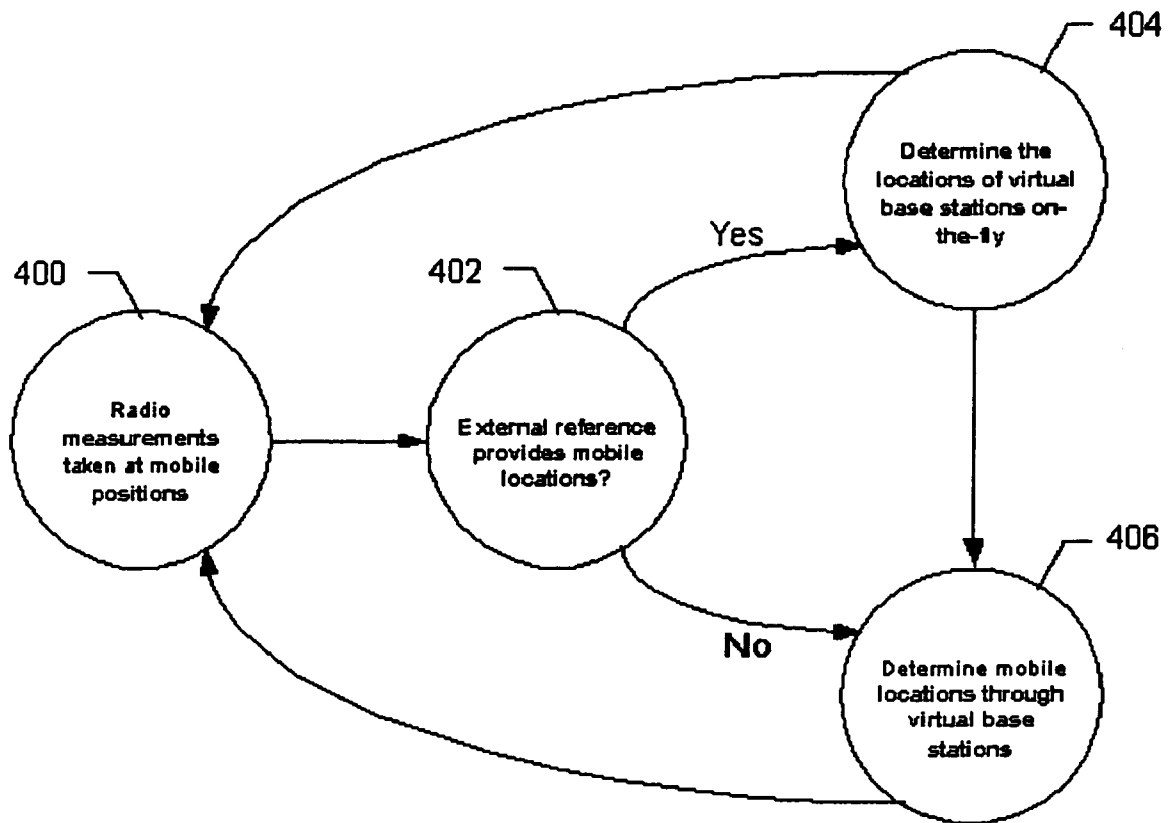 404
Determine the
locations of virtual
base stations on-
the-fly
Yes
400
402
Radio
measurements
taken at mobile
positions
External reference
provides mobile
locations?
406
No
Determine mobile
locations through
virtual base
stations